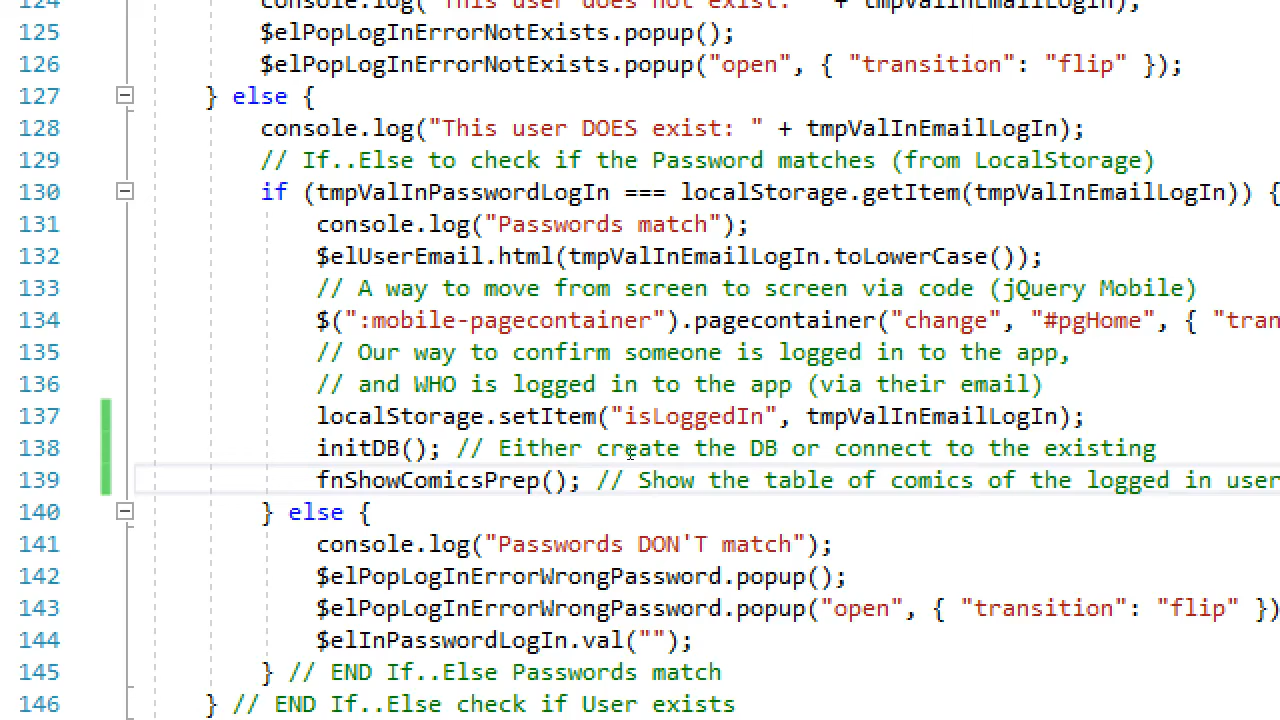 124 console.log("This user does not exist: " + tmpValInEmailLogIn);
125 $elPopLogInErrorNotExists.popup();
126 $elPopLogInErrorNotExists.popup("open", { "transition": "flip" });
127 } else {
128 console.log("This user DOES exist: " + tmpValInEmailLogIn);
129 // If..Else to check if the Password matches (from LocalStorage)
130 if (tmpValInPasswordLogIn === localStorage.getItem(tmpValInEmailLogIn)) {
131 console.log("Passwords match");
132 $elUserEmail.html(tmpValInEmailLogIn.toLowerCase());
133 // A way to move from screen to screen via code (jQuery Mobile)
134 $(":mobile-pagecontainer").pagecontainer("change", "#pgHome", { "tran
135 // Our way to confirm someone is logged in to the app,
136 // and WHO is logged in to the app (via their email)
137 localStorage.setItem("isLoggedIn", tmpValInEmailLogIn);
138 initDB(); // Either create the DB or connect to the existing
139 fnShowComicsPrep(); // Show the table of comics of the logged in user
140 } else {
141 console.log("Passwords DON'T match");
142 $elPopLogInErrorWrongPassword.popup();
143 $elPopLogInErrorWrongPassword.popup("open", { "transition": "flip" })
144 $elInPasswordLogIn.val("");
145 } // END If..Else Passwords match
146 } // END If..Else check if User exists